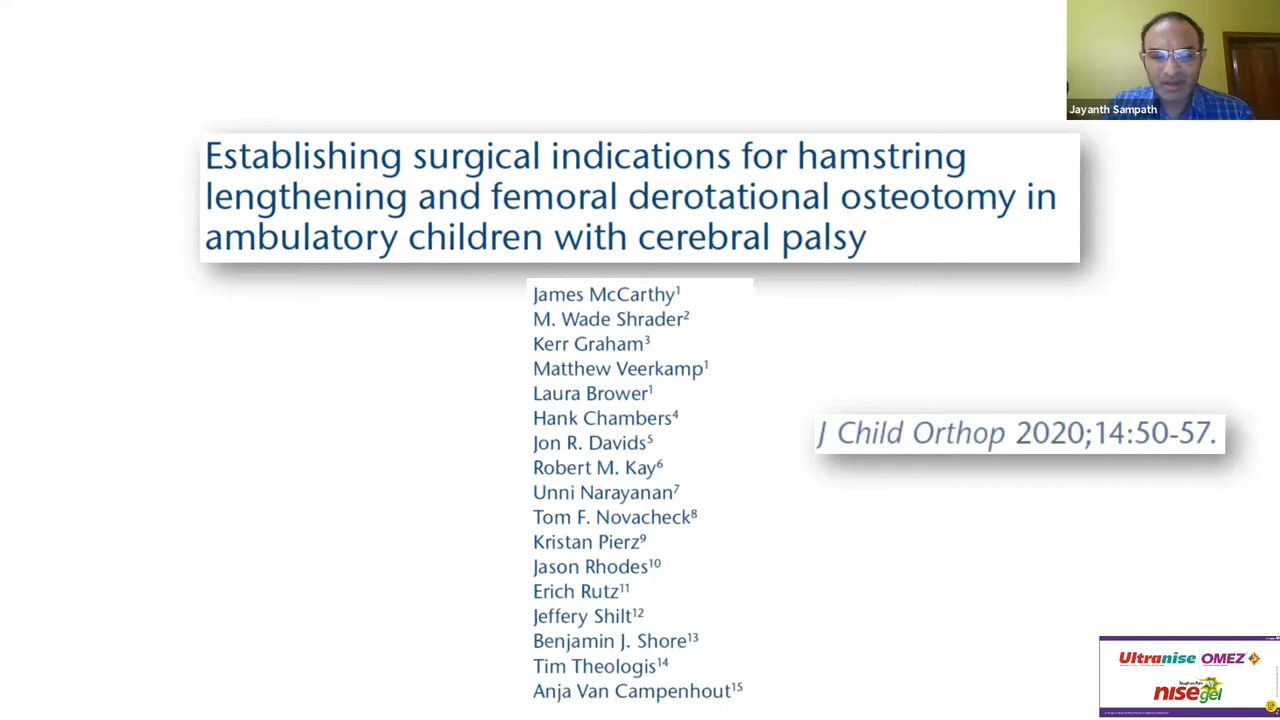 Jayanth Sampath
Establishing surgical indications for hamstring
lengthening and femoral derotational osteotomy in
ambulatory children with cerebral palsy
James McCarthy¹
M. Wade Shrader²
Kerr Graham³
Matthew Veerkamp¹
Laura Brower¹
Hank Chambers⁴
Jon R. Davids⁵
Robert M. Kay⁶
Unni Narayanan⁷
Tom F. Novacheck⁸
Kristan Pierz⁹
Jason Rhodes¹⁰
Erich Rutz¹¹
Jeffery Shilt¹²
Benjamin J. Shore¹³
Tim Theologis¹⁴
Anja Van Campenhout¹⁵
J Child Orthop 2020;14:50-57.
Ultranise OMEZ
nise gel